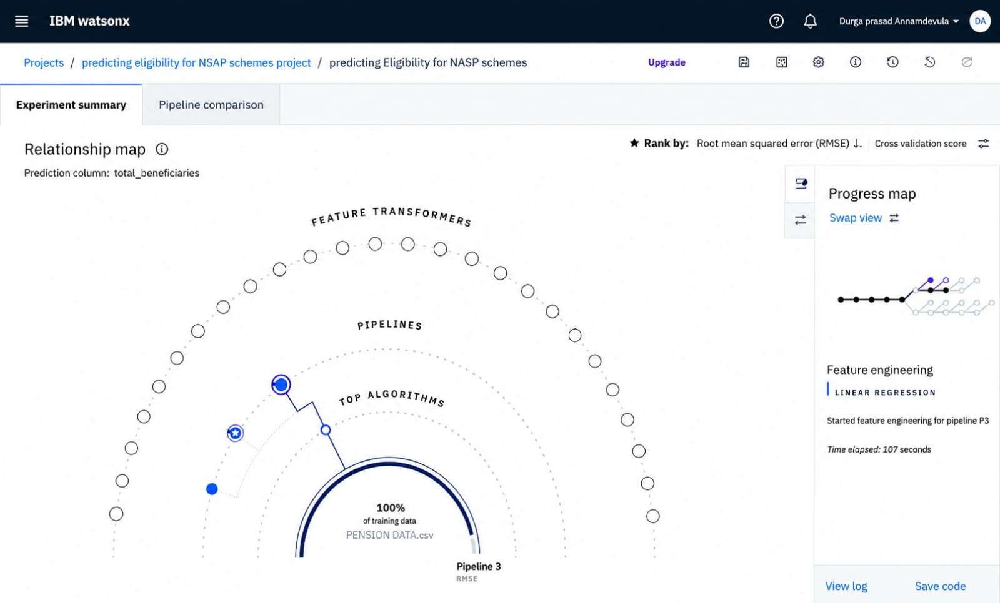 IBM watsonx
Durga prasad Annamdevula
DA
Projects / predicting eligibility for NSAP schemes project / predicting Eligibility for NASP schemes
Upgrade
Experiment summary
Pipeline comparison
Relationship map
Prediction column: total_beneficiaries
★ Rank by: Root mean squared error (RMSE) ↓. Cross validation score
FEATURE TRANSFORMERS
PIPELINES
TOP ALGORITHMS
100%
of training data
PENSION DATA.csv
Pipeline 3
RMSE
Progress map
Swap view
Feature engineering
LINEAR REGRESSION
Started feature engineering for pipeline P3
Time elapsed: 107 seconds
View log
Save code